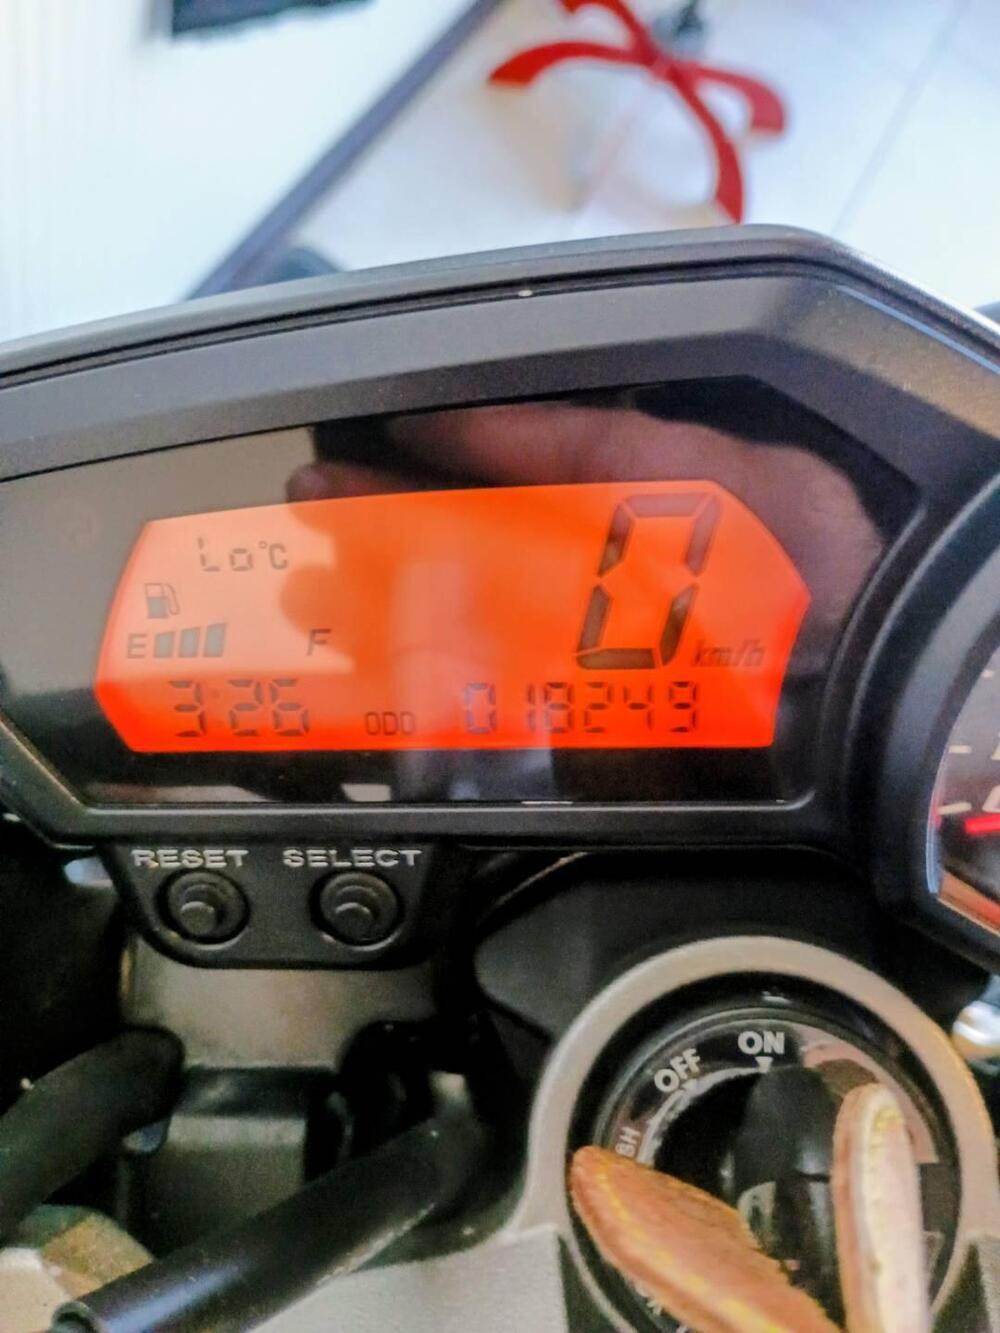 Lo°C
0 km/h
E F
3:26 ODO 018249
RESET SELECT
OFF ON